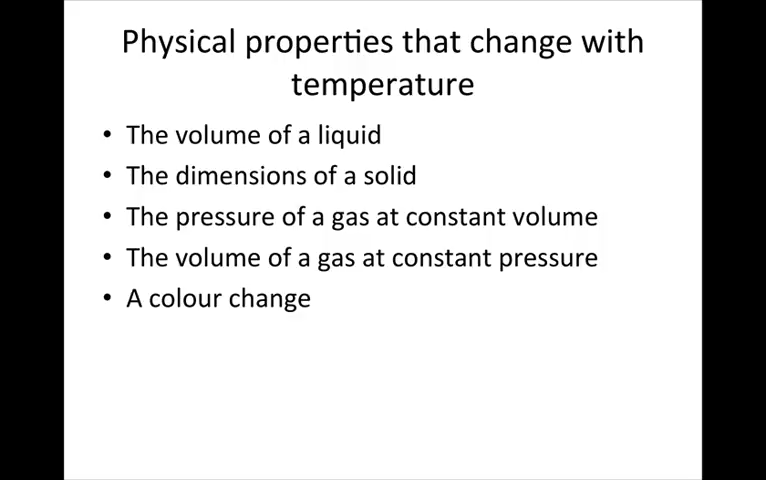 Physical properties that change with
temperature
• The volume of a liquid
• The dimensions of a solid
• The pressure of a gas at constant volume
• The volume of a gas at constant pressure
• A colour change